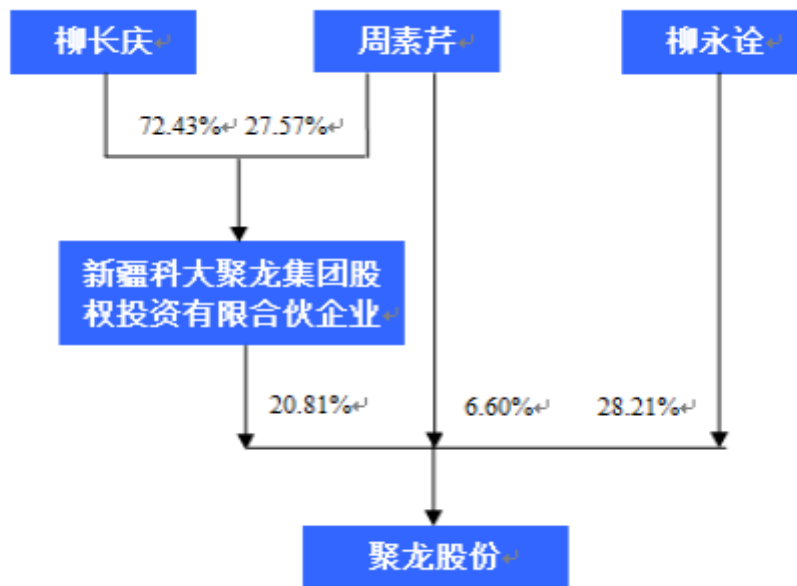 柳长庆
周素芹
柳永诠
72.43% 27.57%
新疆科大聚龙集团股
权投资有限合伙企业
20.81%
6.60%
28.21%
聚龙股份